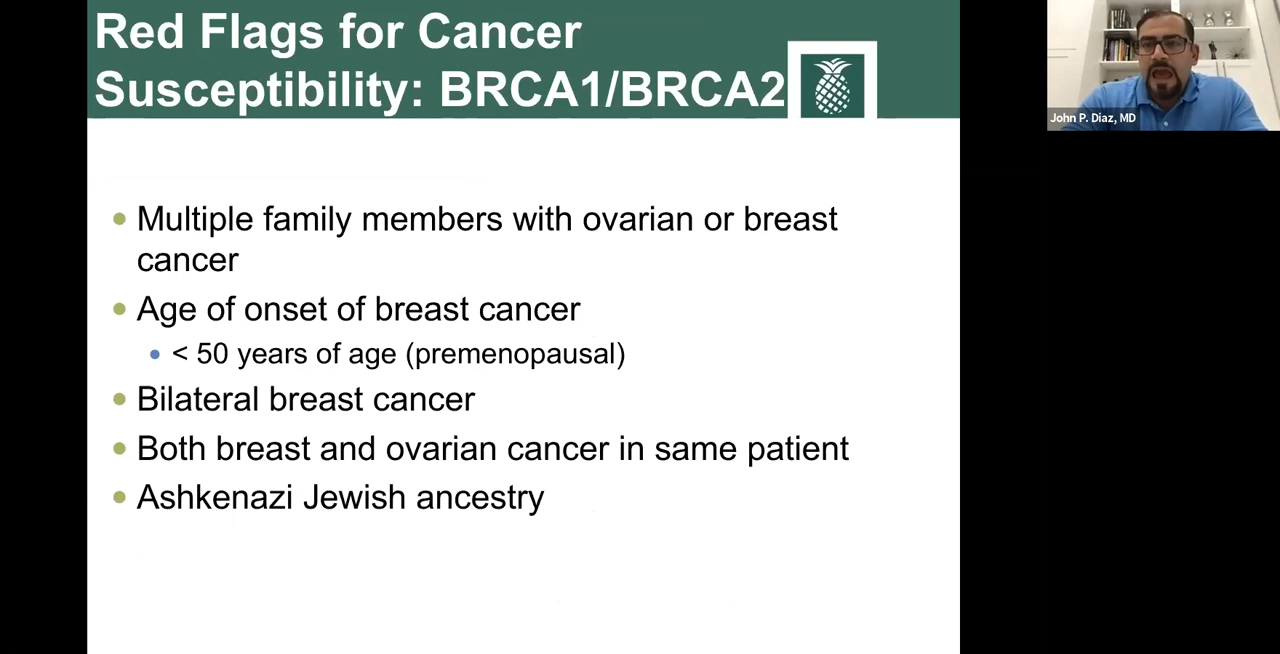 Red Flags for Cancer
Susceptibility: BRCA1/BRCA2
John P. Diaz, MD
Multiple family members with ovarian or breast
cancer
Age of onset of breast cancer
< 50 years of age (premenopausal)
Bilateral breast cancer
Both breast and ovarian cancer in same patient
Ashkenazi Jewish ancestry